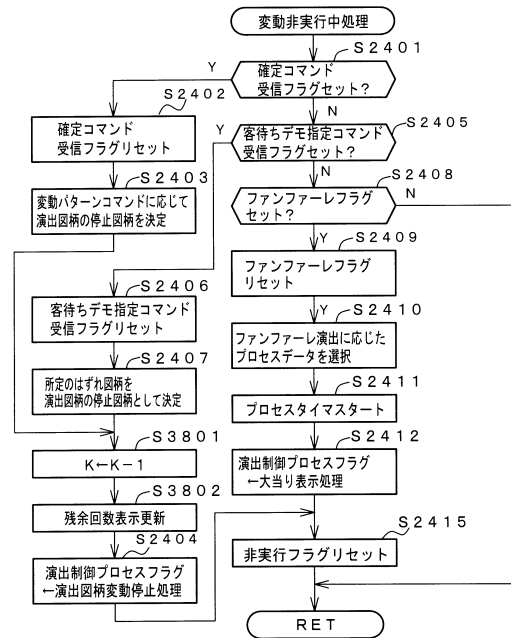 変動非実行中処理
S2401
Y
確定コマンド
受信フラグセット？
N
S2402
確定コマンド
受信フラグリセット
Y
S2405
客待ちデモ指定コマンド
受信フラグセット？
N
S2403
変動パターンコマンドに応じて
演出図柄の停止図柄を決定
S2408
ファンファーレフラグ
セット？
N
Y
S2409
ファンファーレフラグ
リセット
S2406
客待ちデモ指定コマンド
受信フラグリセット
Y
S2410
ファンファーレ演出に応じた
プロセスデータを選択
S2407
所定のはずれ図柄を
演出図柄の停止図柄として決定
S2411
プロセスタイマスタート
S3801
K←K-1
S2412
演出制御プロセスフラグ
←大当り表示処理
S3802
残余回数表示更新
S2404
演出制御プロセスフラグ
←演出図柄変動停止処理
S2415
非実行フラグリセット
RET